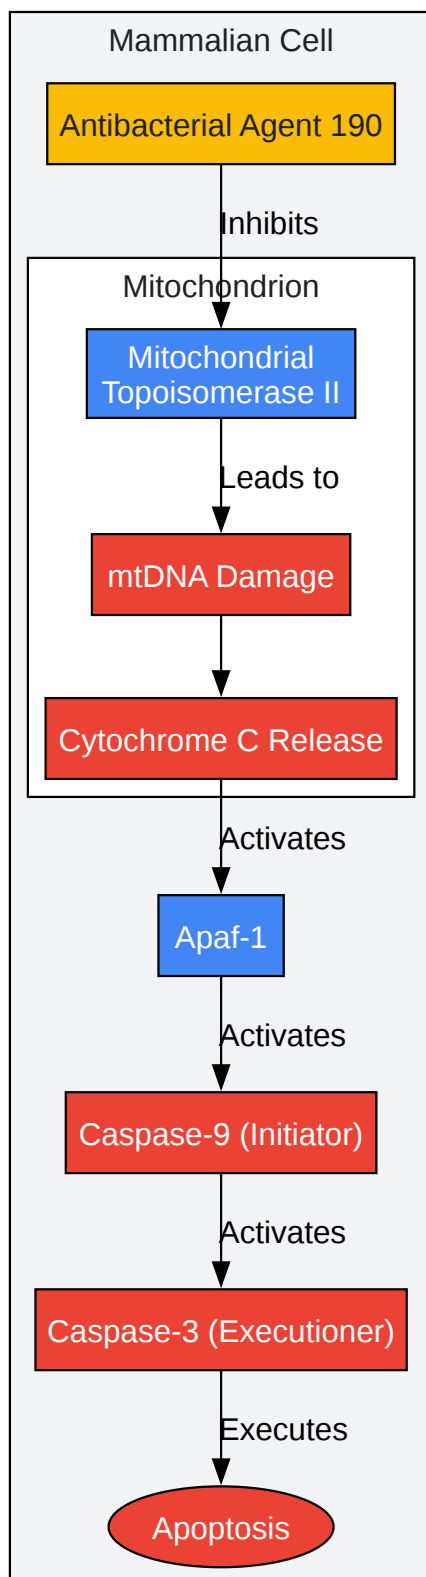 Mammalian Cell
Antibacterial Agent 190
Inhibits
Mitochondrion
Mitochondrial
Topoisomerase II
Leads to
mtDNA Damage
Cytochrome C Release
Activates
Apaf-1
Activates
Caspase-9 (Initiator)
Activates
Caspase-3 (Executioner)
Executes
Apoptosis